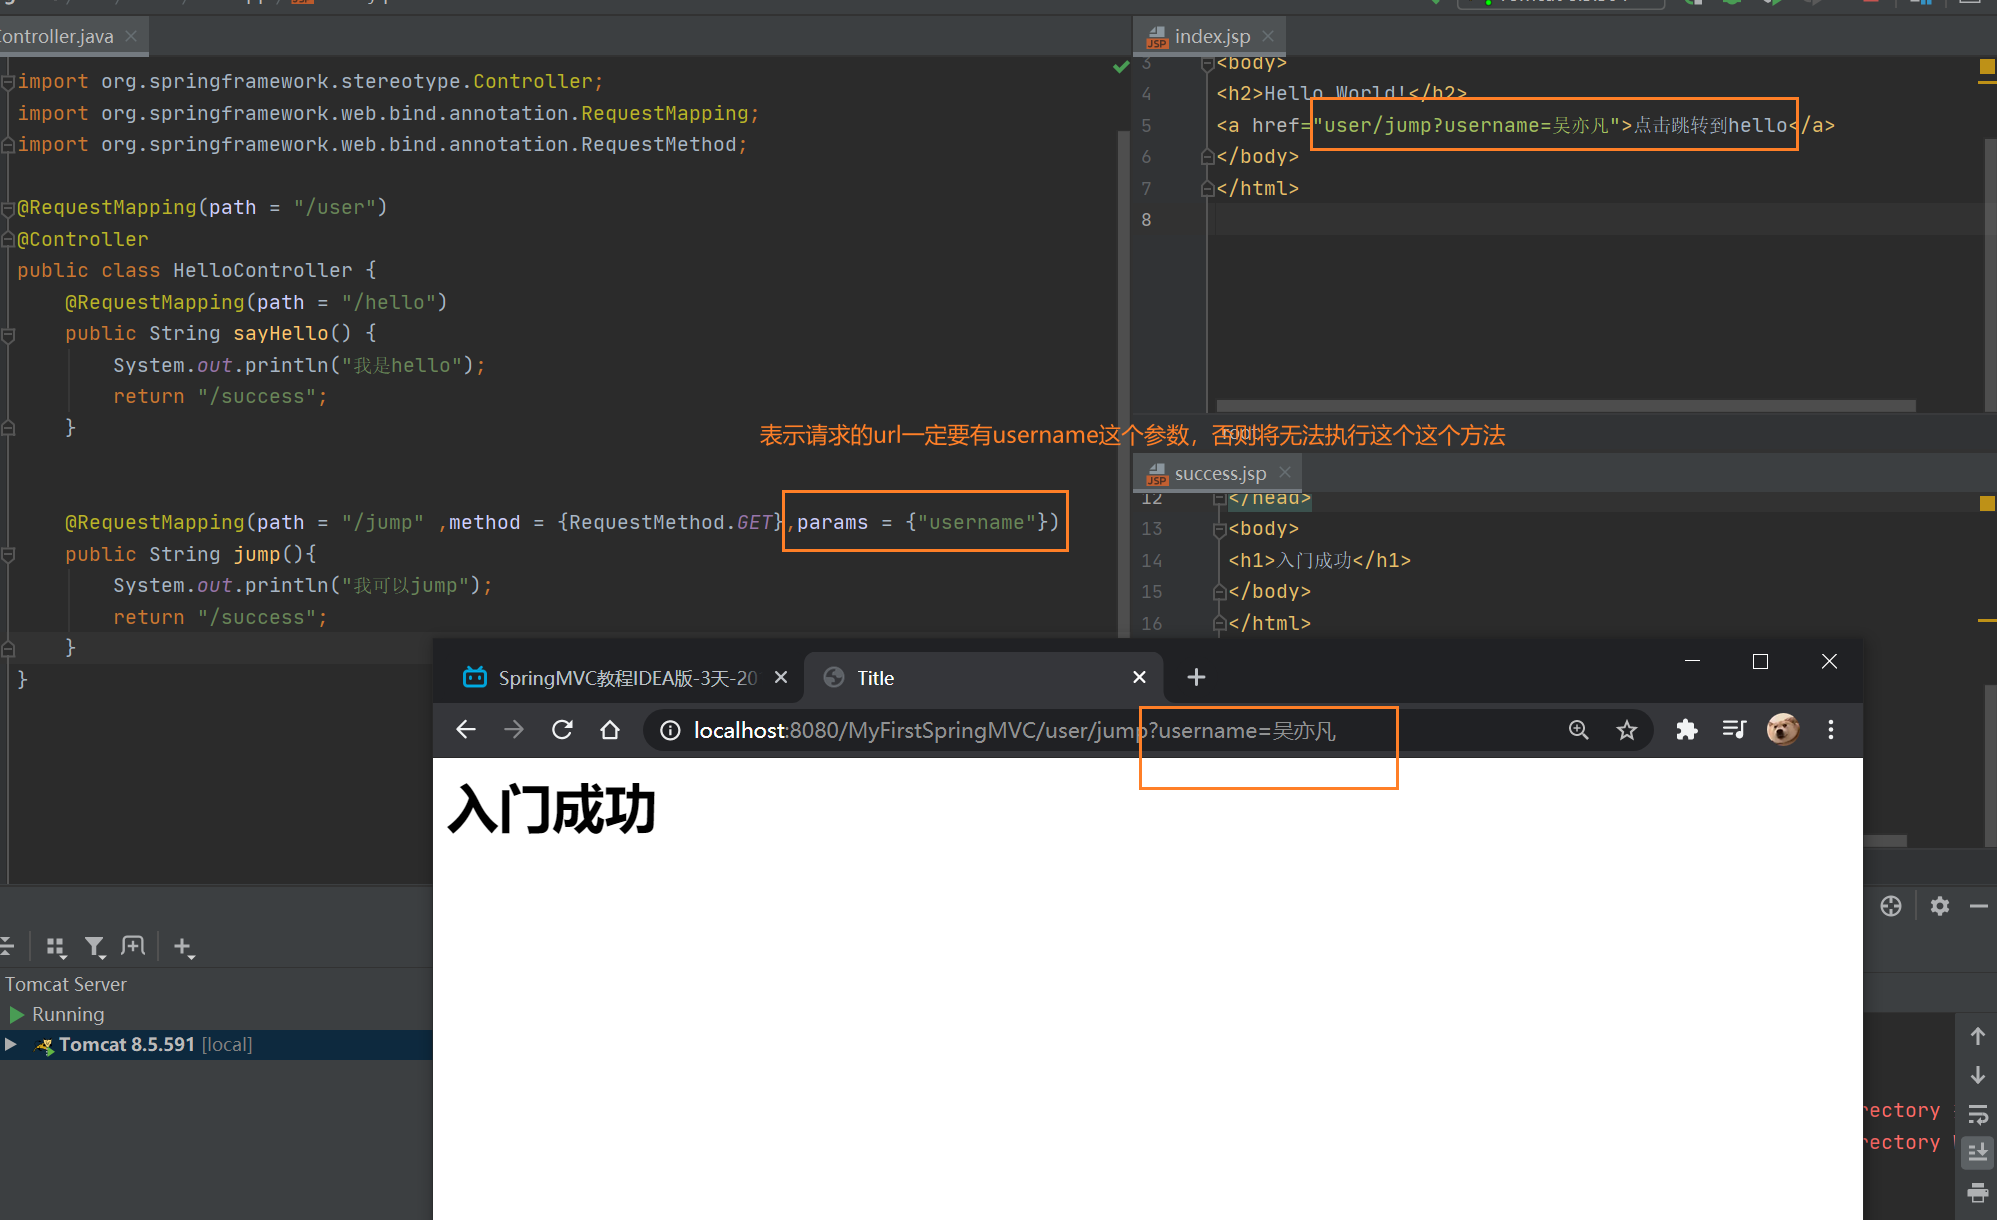 ontroller.java
import org.springframework.stereotype.Controller;
import org.springframework.web.bind.annotation.RequestMapping;
import org.springframework.web.bind.annotation.RequestMethod;
@RequestMapping(path = "/user")
@Controller
public class HelloController {
@RequestMapping(path = "/hello")
public String sayHello() {
System.out.println("我是hello");
return "/success";
}
表示请求的url一定要有username这个参数，否则将无法执行这个这个方法
@RequestMapping(path = "/jump" ,method = {RequestMethod.GET},params = {"username"})
public String jump(){
System.out.println("我可以jump");
return "/success";
}
}
index.jsp
3 <body>
4 <h2>Hello World!</h2>
5 <a href="user/jump?username=吴亦凡">点击跳转到hello</a>
6 </body>
7 </html>
8
root
success.jsp
12 </head>
13 <body>
14 <h1>入门成功</h1>
15 </body>
16 </html>
SpringMVC教程IDEA版-3天-20
Title
localhost:8080/MyFirstSpringMVC/user/jump?username=吴亦凡
入门成功
Tomcat Server
Running
Tomcat 8.5.591 [local]
rectory
rectory